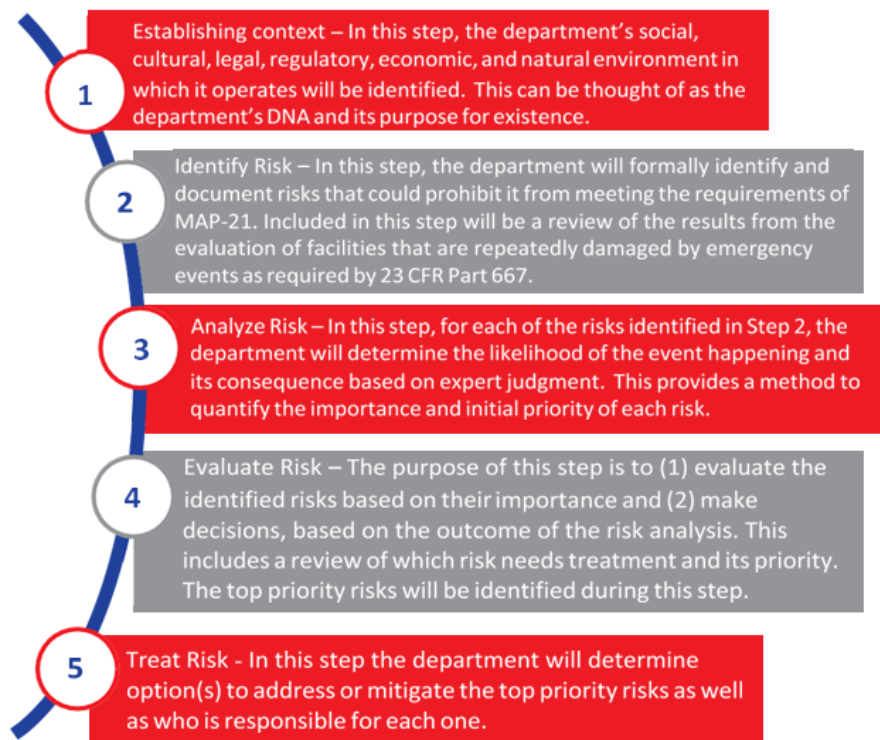 1
Establishing context – In this step, the department's social,
cultural, legal, regulatory, economic, and natural environment in
which it operates will be identified.  This can be thought of as the
department's DNA and its purpose for existence.
2
Identify Risk – In this step, the department will formally identify and
document risks that could prohibit it from meeting the requirements of
MAP-21. Included in this step will be a review of the results from the
evaluation of facilities that are repeatedly damaged by emergency
events as required by 23 CFR Part 667.
3
Analyze Risk – In this step, for each of the risks identified in Step 2, the
department will determine the likelihood of the event happening and
its consequence based on expert judgment.  This provides a method to
quantify the importance and initial priority of each risk.
4
Evaluate Risk – The purpose of this step is to (1) evaluate the
identified risks based on their importance and (2) make
decisions, based on the outcome of the risk analysis. This
includes a review of which risk needs treatment and its priority.
The top priority risks will be identified during this step.
5
Treat Risk - In this step the department will determine
option(s) to address or mitigate the top priority risks as well
as who is responsible for each one.